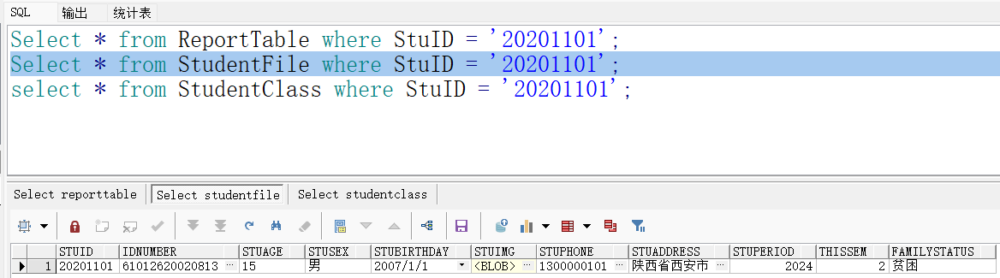 SQL 输出 统计表
Select * from ReportTable where StuID = '20201101';
Select * from StudentFile where StuID = '20201101';
select * from StudentClass where StuID = '20201101';
Select reporttable Select studentfile Select studentclass
STUID IDNUMBER STUAGE STUSEX STUBIRTHDAY STUIMG STUPHONE STUADDRESS STUPERIOD THISSEM FAMILYSTATUS
1 20201101 61012620020813 ... 15 男 2007/1/1 <BLOB> ... 1300000101 ... 陕西省西安市 ... 2024 2 贫困